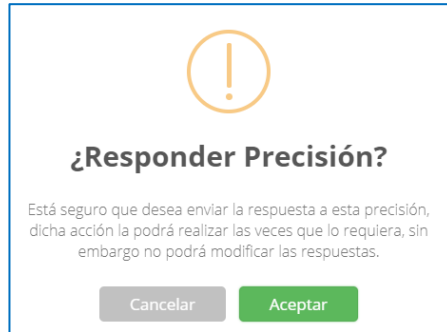 ¿Responder Precisión?
Está seguro que desea enviar la respuesta a esta precisión,
dicha acción la podrá realizar las veces que lo requiera, sin
embargo no podrá modificar las respuestas.
Cancelar
Aceptar